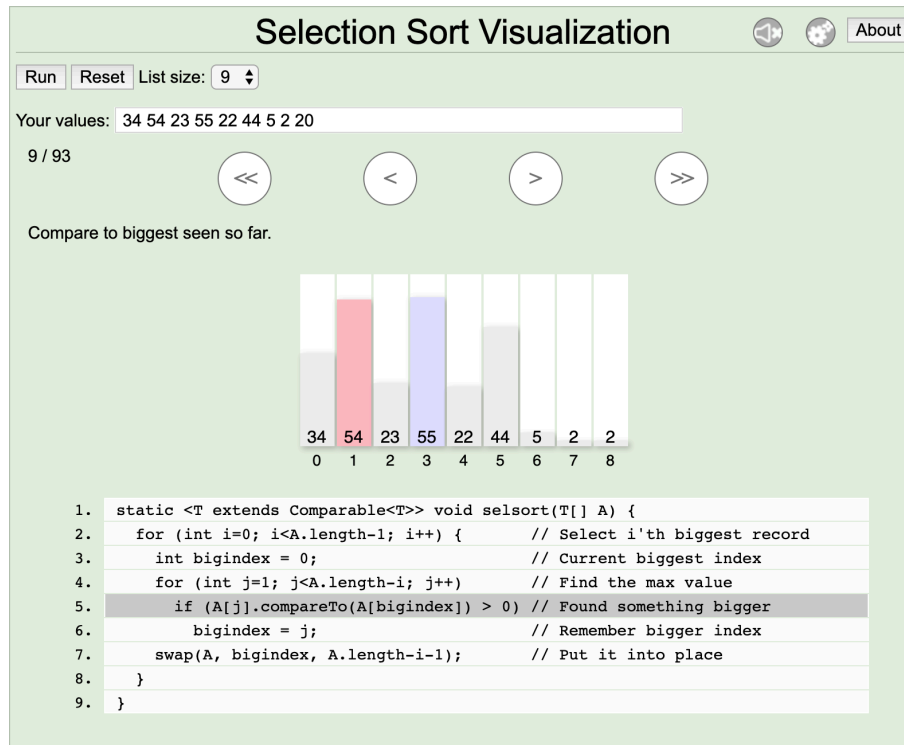 Selection Sort Visualization
About
Run Reset List size: 9
Your values: 34 54 23 55 22 44 5 2 20
9 / 93
<< < > >>
Compare to biggest seen so far.
34 54 23 55 22 44 5 2 2
0 1 2 3 4 5 6 7 8
1. static <T extends Comparable<T>> void selsort(T[] A) {
2. for (int i=0; i<A.length-1; i++) { // Select i'th biggest record
3. int bigindex = 0; // Current biggest index
4. for (int j=1; j<A.length-i; j++) // Find the max value
5. if (A[j].compareTo(A[bigindex]) > 0) // Found something bigger
6. bigindex = j; // Remember bigger index
7. swap(A, bigindex, A.length-i-1); // Put it into place
8. }
9. }